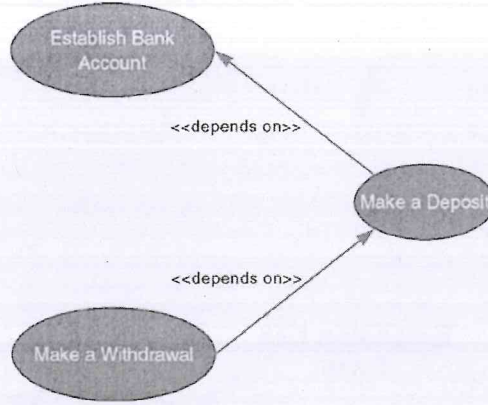 Establish Bank
Account
<<depends on>>
Make a Deposit
<<depends on>>
Make a Withdrawal